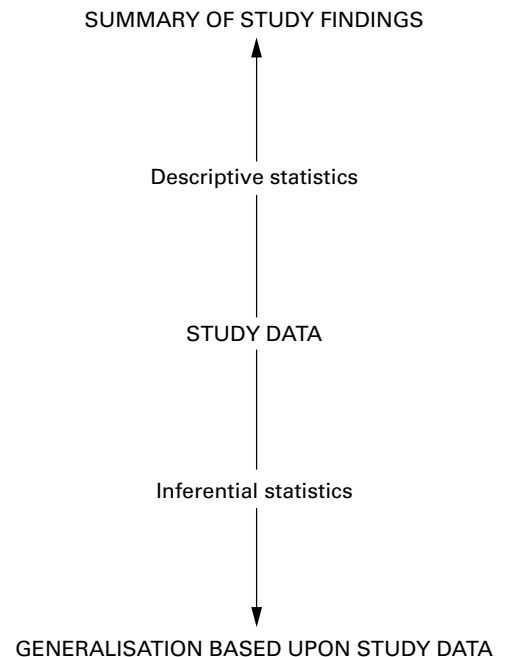 SUMMARY OF STUDY FINDINGS
Descriptive statistics
STUDY DATA
Inferential statistics
GENERALISATION BASED UPON STUDY DATA